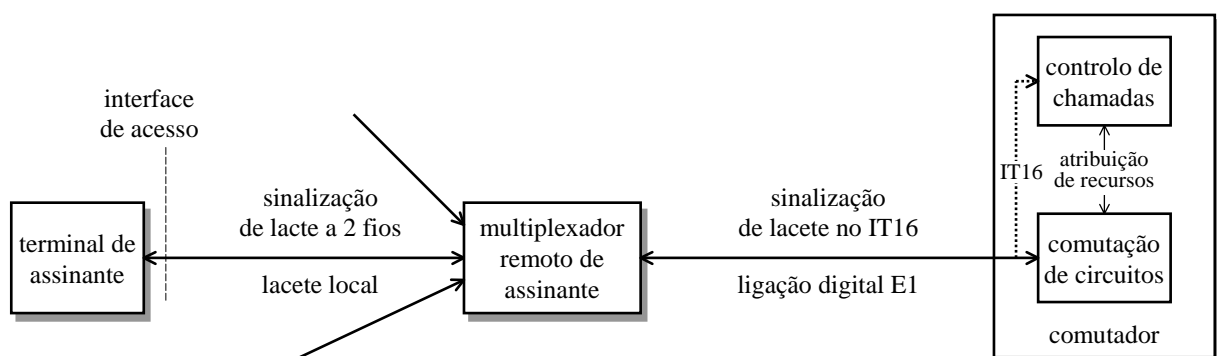 interface
de acesso
terminal de
assinante
sinalização
de lacte a 2 fios
lacete local
multiplexador
remoto de
assinante
sinalização
de lacete no IT16
ligação digital E1
controlo de
chamadas
IT16
atribuição
de recursos
comutação
de circuitos
comutador